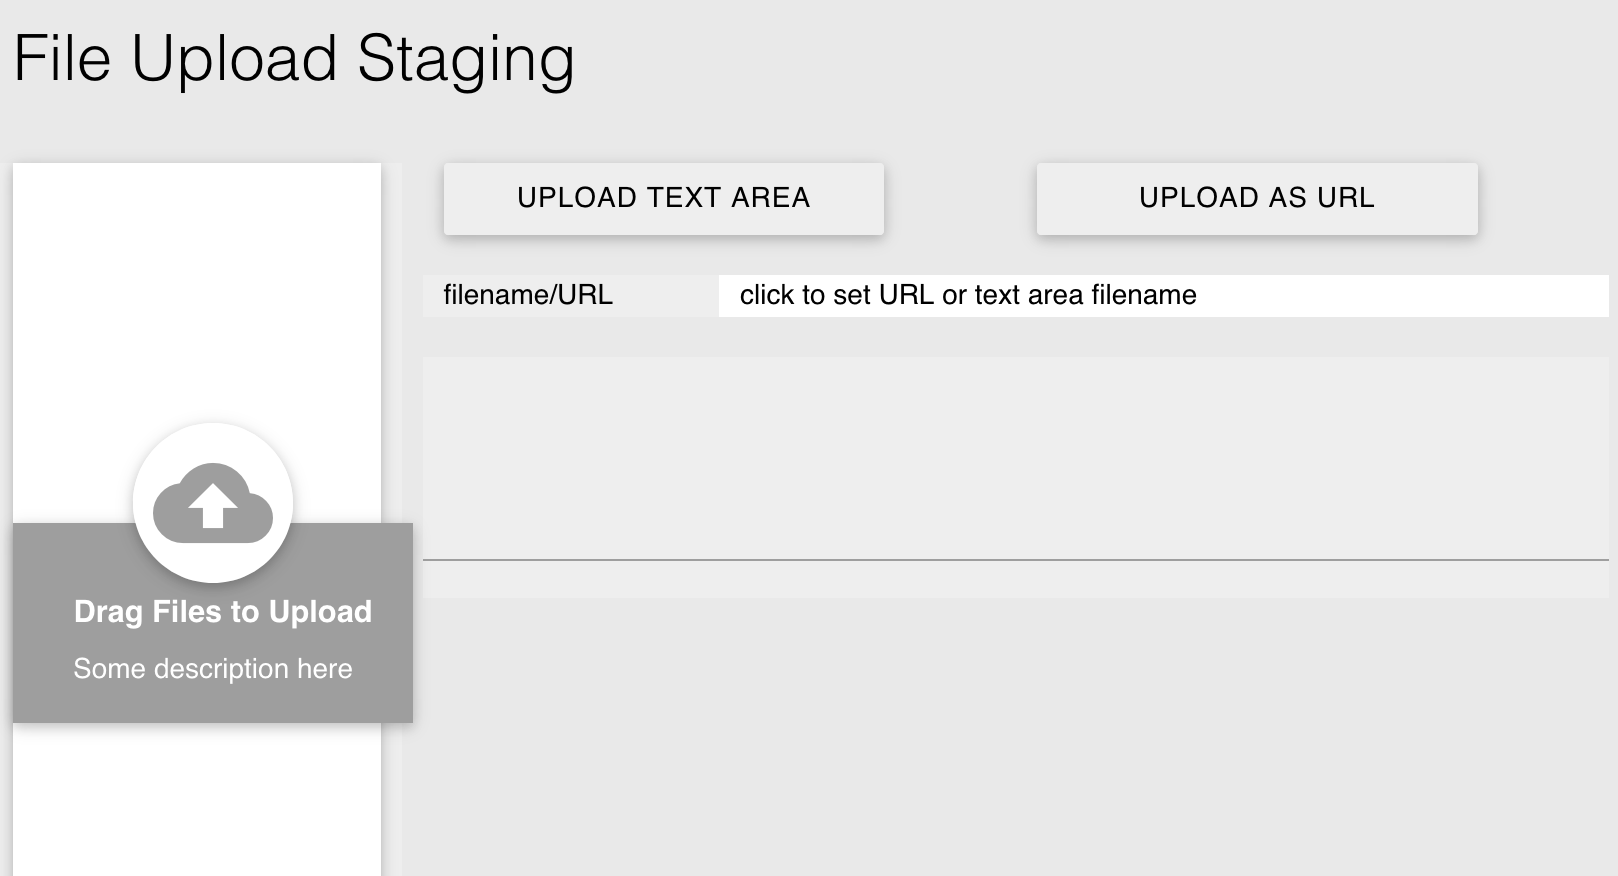 File Upload Staging
UPLOAD TEXT AREA
UPLOAD AS URL
filename/URL
click to set URL or text area filename
Drag Files to Upload
Some description here